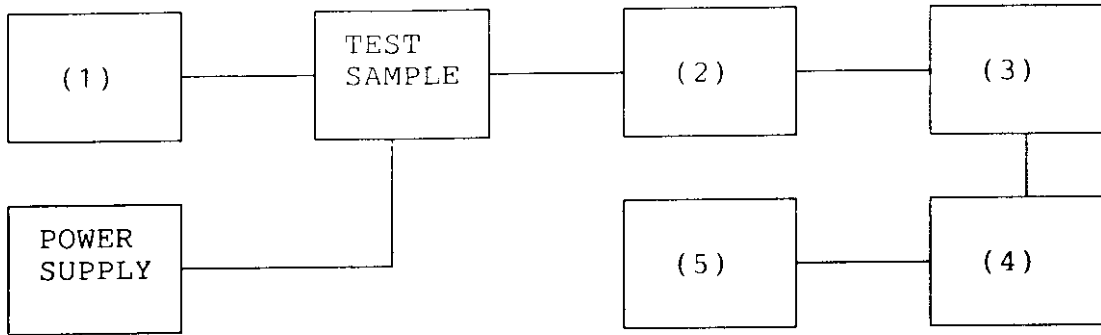 (1)
TEST
SAMPLE
(2)
(3)
POWER
SUPPLY
(5)
(4)